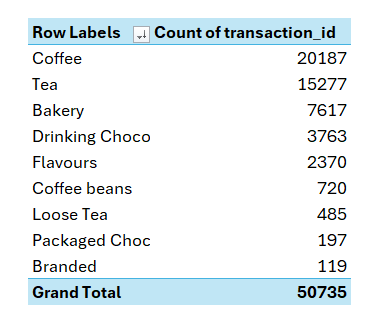 Row Labels Count of transaction_id
Coffee 20187
Tea 15277
Bakery 7617
Drinking Choco 3763
Flavours 2370
Coffee beans 720
Loose Tea 485
Packaged Choc 197
Branded 119
Grand Total 50735